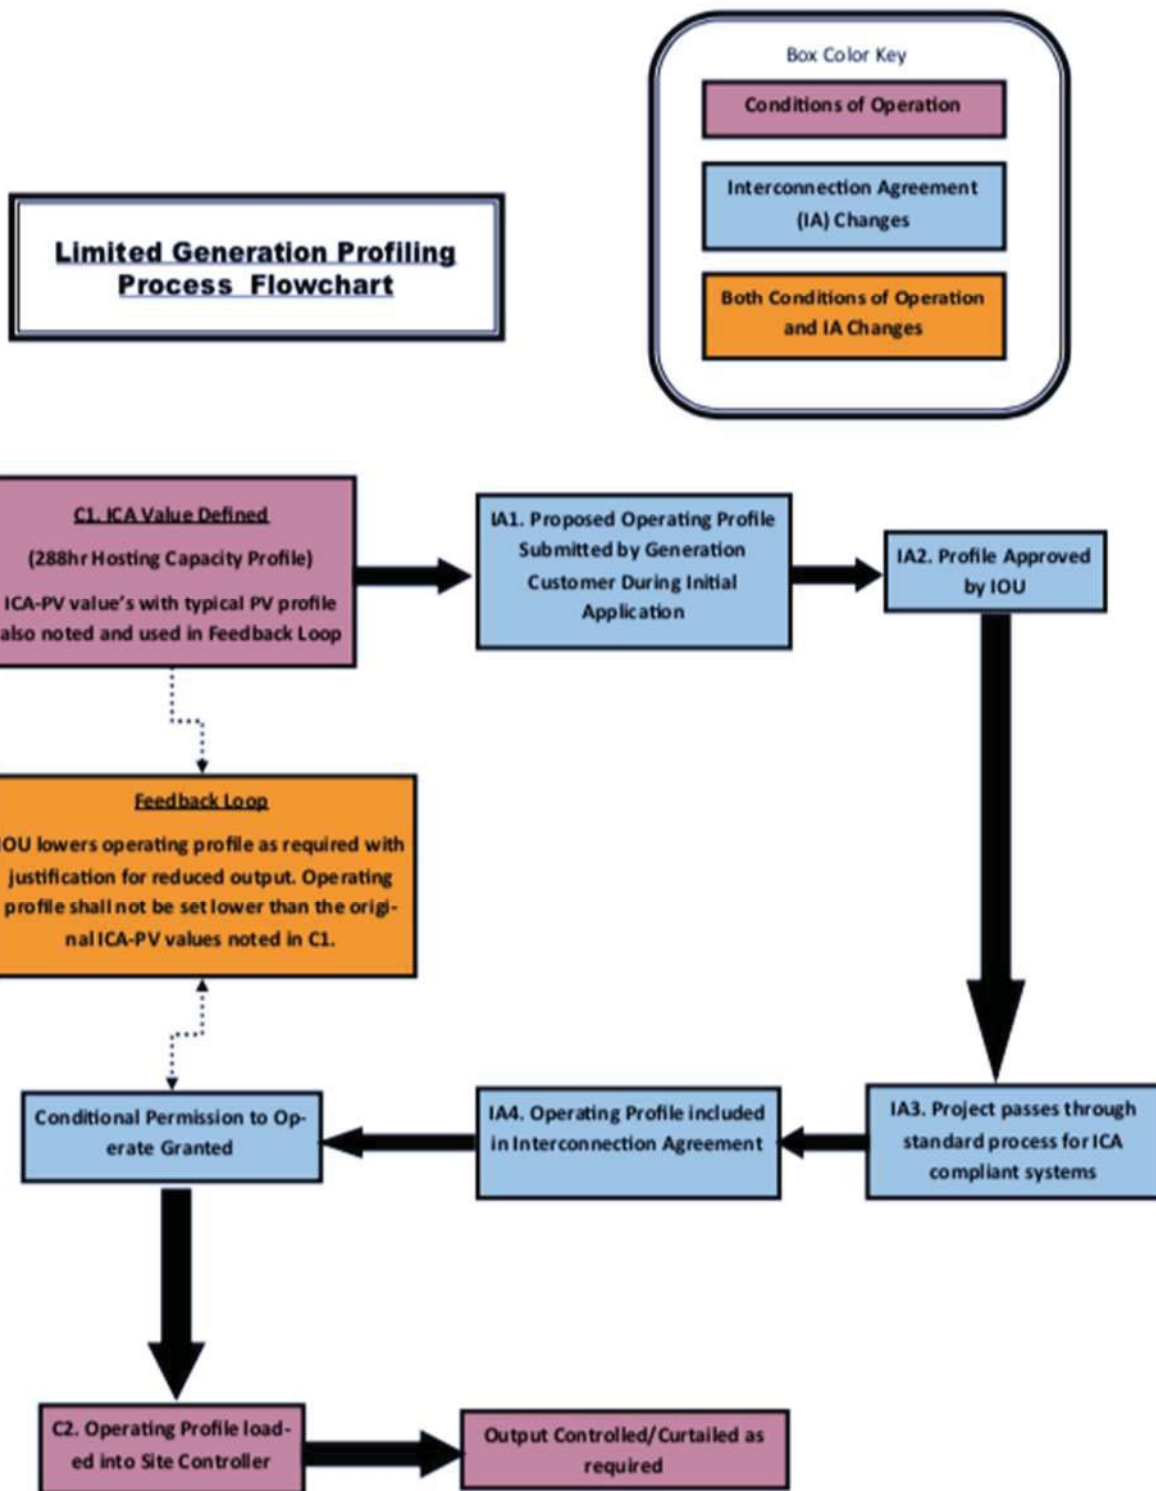 Box Color Key
Conditions of Operation
Interconnection Agreement
(IA) Changes
Both Conditions of Operation
and IA Changes
Limited Generation Profiling
Process Flowchart
C1. ICA Value Defined
(288hr Hosting Capacity Profile)
ICA-PV value's with typical PV profile
also noted and used in Feedback Loop
IA1. Proposed Operating Profile
Submitted by Generation
Customer During Initial
Application
IA2. Profile Approved
by IOU
Feedback Loop
IOU lowers operating profile as required with
justification for reduced output. Operating
profile shall not be set lower than the origi-
nal ICA-PV values noted in C1.
Conditional Permission to Op-
erate Granted
IA4. Operating Profile included
in Interconnection Agreement
IA3. Project passes through
standard process for ICA
compliant systems
C2. Operating Profile load-
ed into Site Controller
Output Controlled/Curtailed as
required